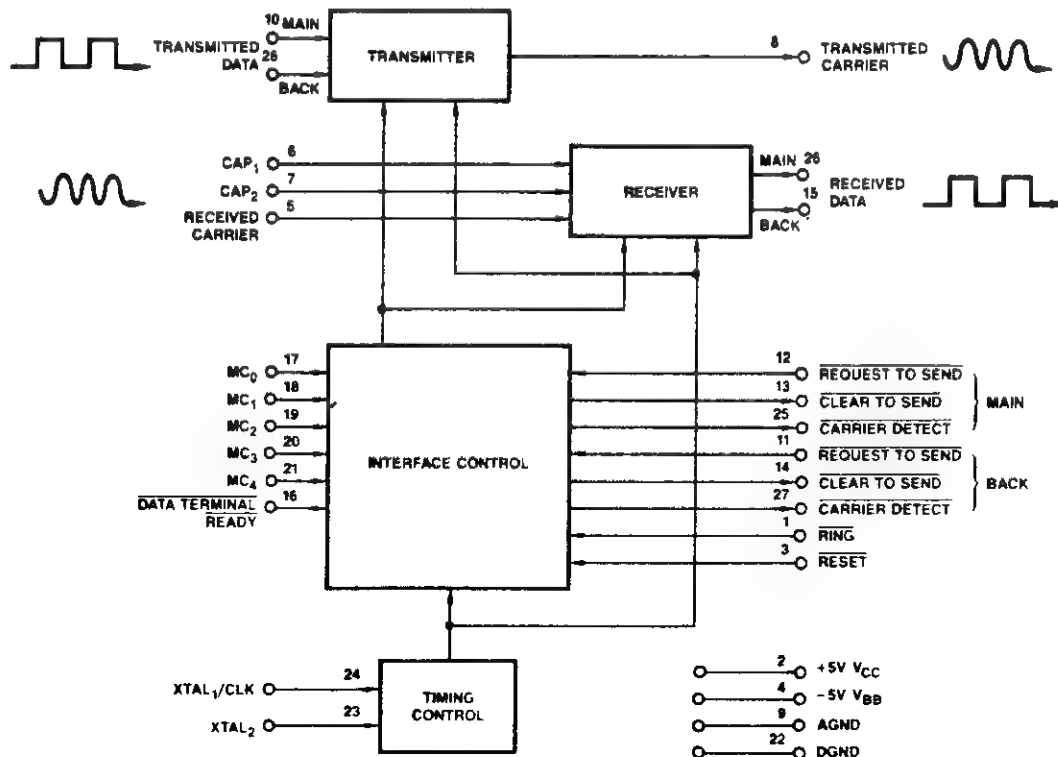 10 MAIN
TRANSMITTED
DATA
28
BACK
TRANSMITTER
8
TRANSMITTED
CARRIER
CAP1
6
CAP2
7
RECEIVED
CARRIER
5
RECEIVER
MAIN 26
RECEIVED
DATA
15
BACK
MC0
17
MC1
18
MC2
19
MC3
20
MC4
21
DATA TERMINAL
READY
16
INTERFACE CONTROL
12
REQUEST TO SEND
13
CLEAR TO SEND
25
CARRIER DETECT
MAIN
11
REQUEST TO SEND
14
CLEAR TO SEND
27
CARRIER DETECT
BACK
1
RING
3
RESET
XTAL1/CLK
24
XTAL2
23
TIMING
CONTROL
2
+5V VCC
4
-5V VBB
9
AGND
22
DGND